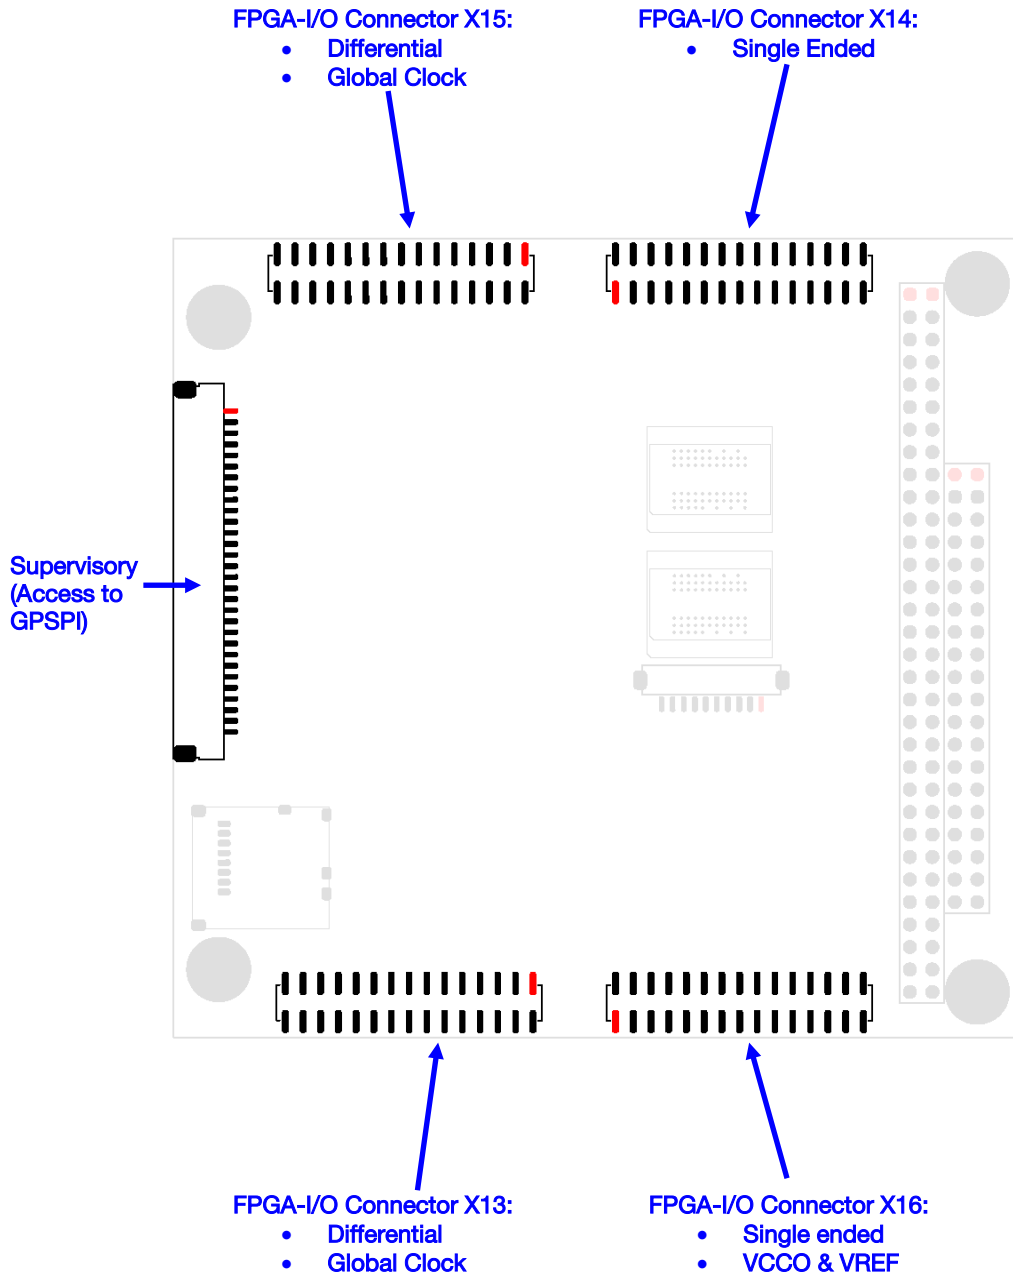 FPGA-I/O Connector X15:
• Differential
• Global Clock
FPGA-I/O Connector X14:
• Single Ended
Supervisory
(Access to
GPSPI)
FPGA-I/O Connector X13:
• Differential
• Global Clock
FPGA-I/O Connector X16:
• Single ended
• VCCO & VREF